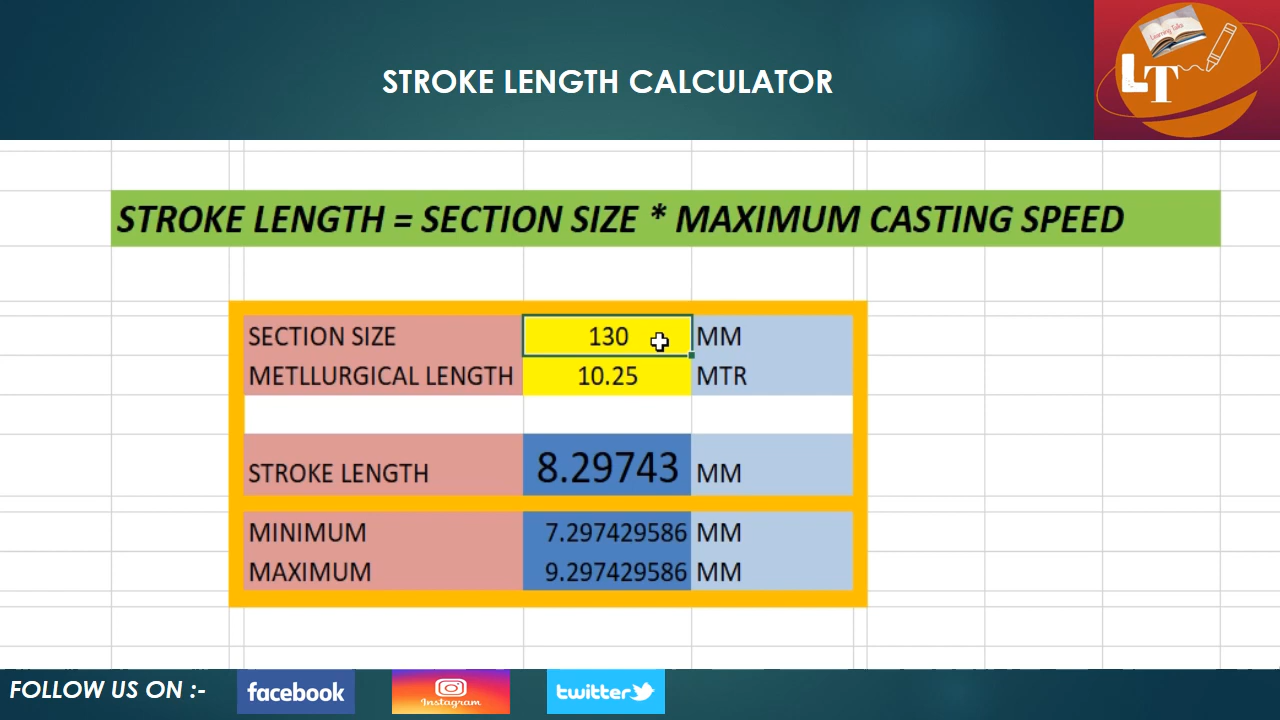 STROKE LENGTH CALCULATOR
Learning Talks
LT
STROKE LENGTH = SECTION SIZE * MAXIMUM CASTING SPEED
SECTION SIZE 130 MM
METLLURGICAL LENGTH 10.25 MTR
STROKE LENGTH 8.29743 MM
MINIMUM 7.297429586 MM
MAXIMUM 9.297429586 MM
FOLLOW US ON :- facebook Instagram twitter